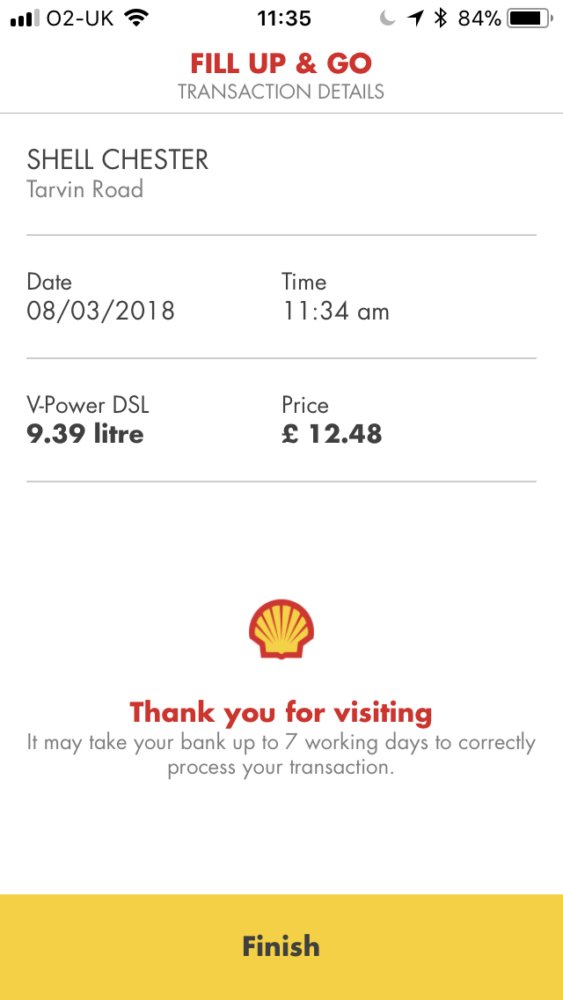 O2-UK 11:35 84%
FILL UP & GO
TRANSACTION DETAILS
SHELL CHESTER
Tarvin Road
Date Time
08/03/2018 11:34 am
V-Power DSL Price
9.39 litre £ 12.48
Thank you for visiting
It may take your bank up to 7 working days to correctly
process your transaction.
Finish